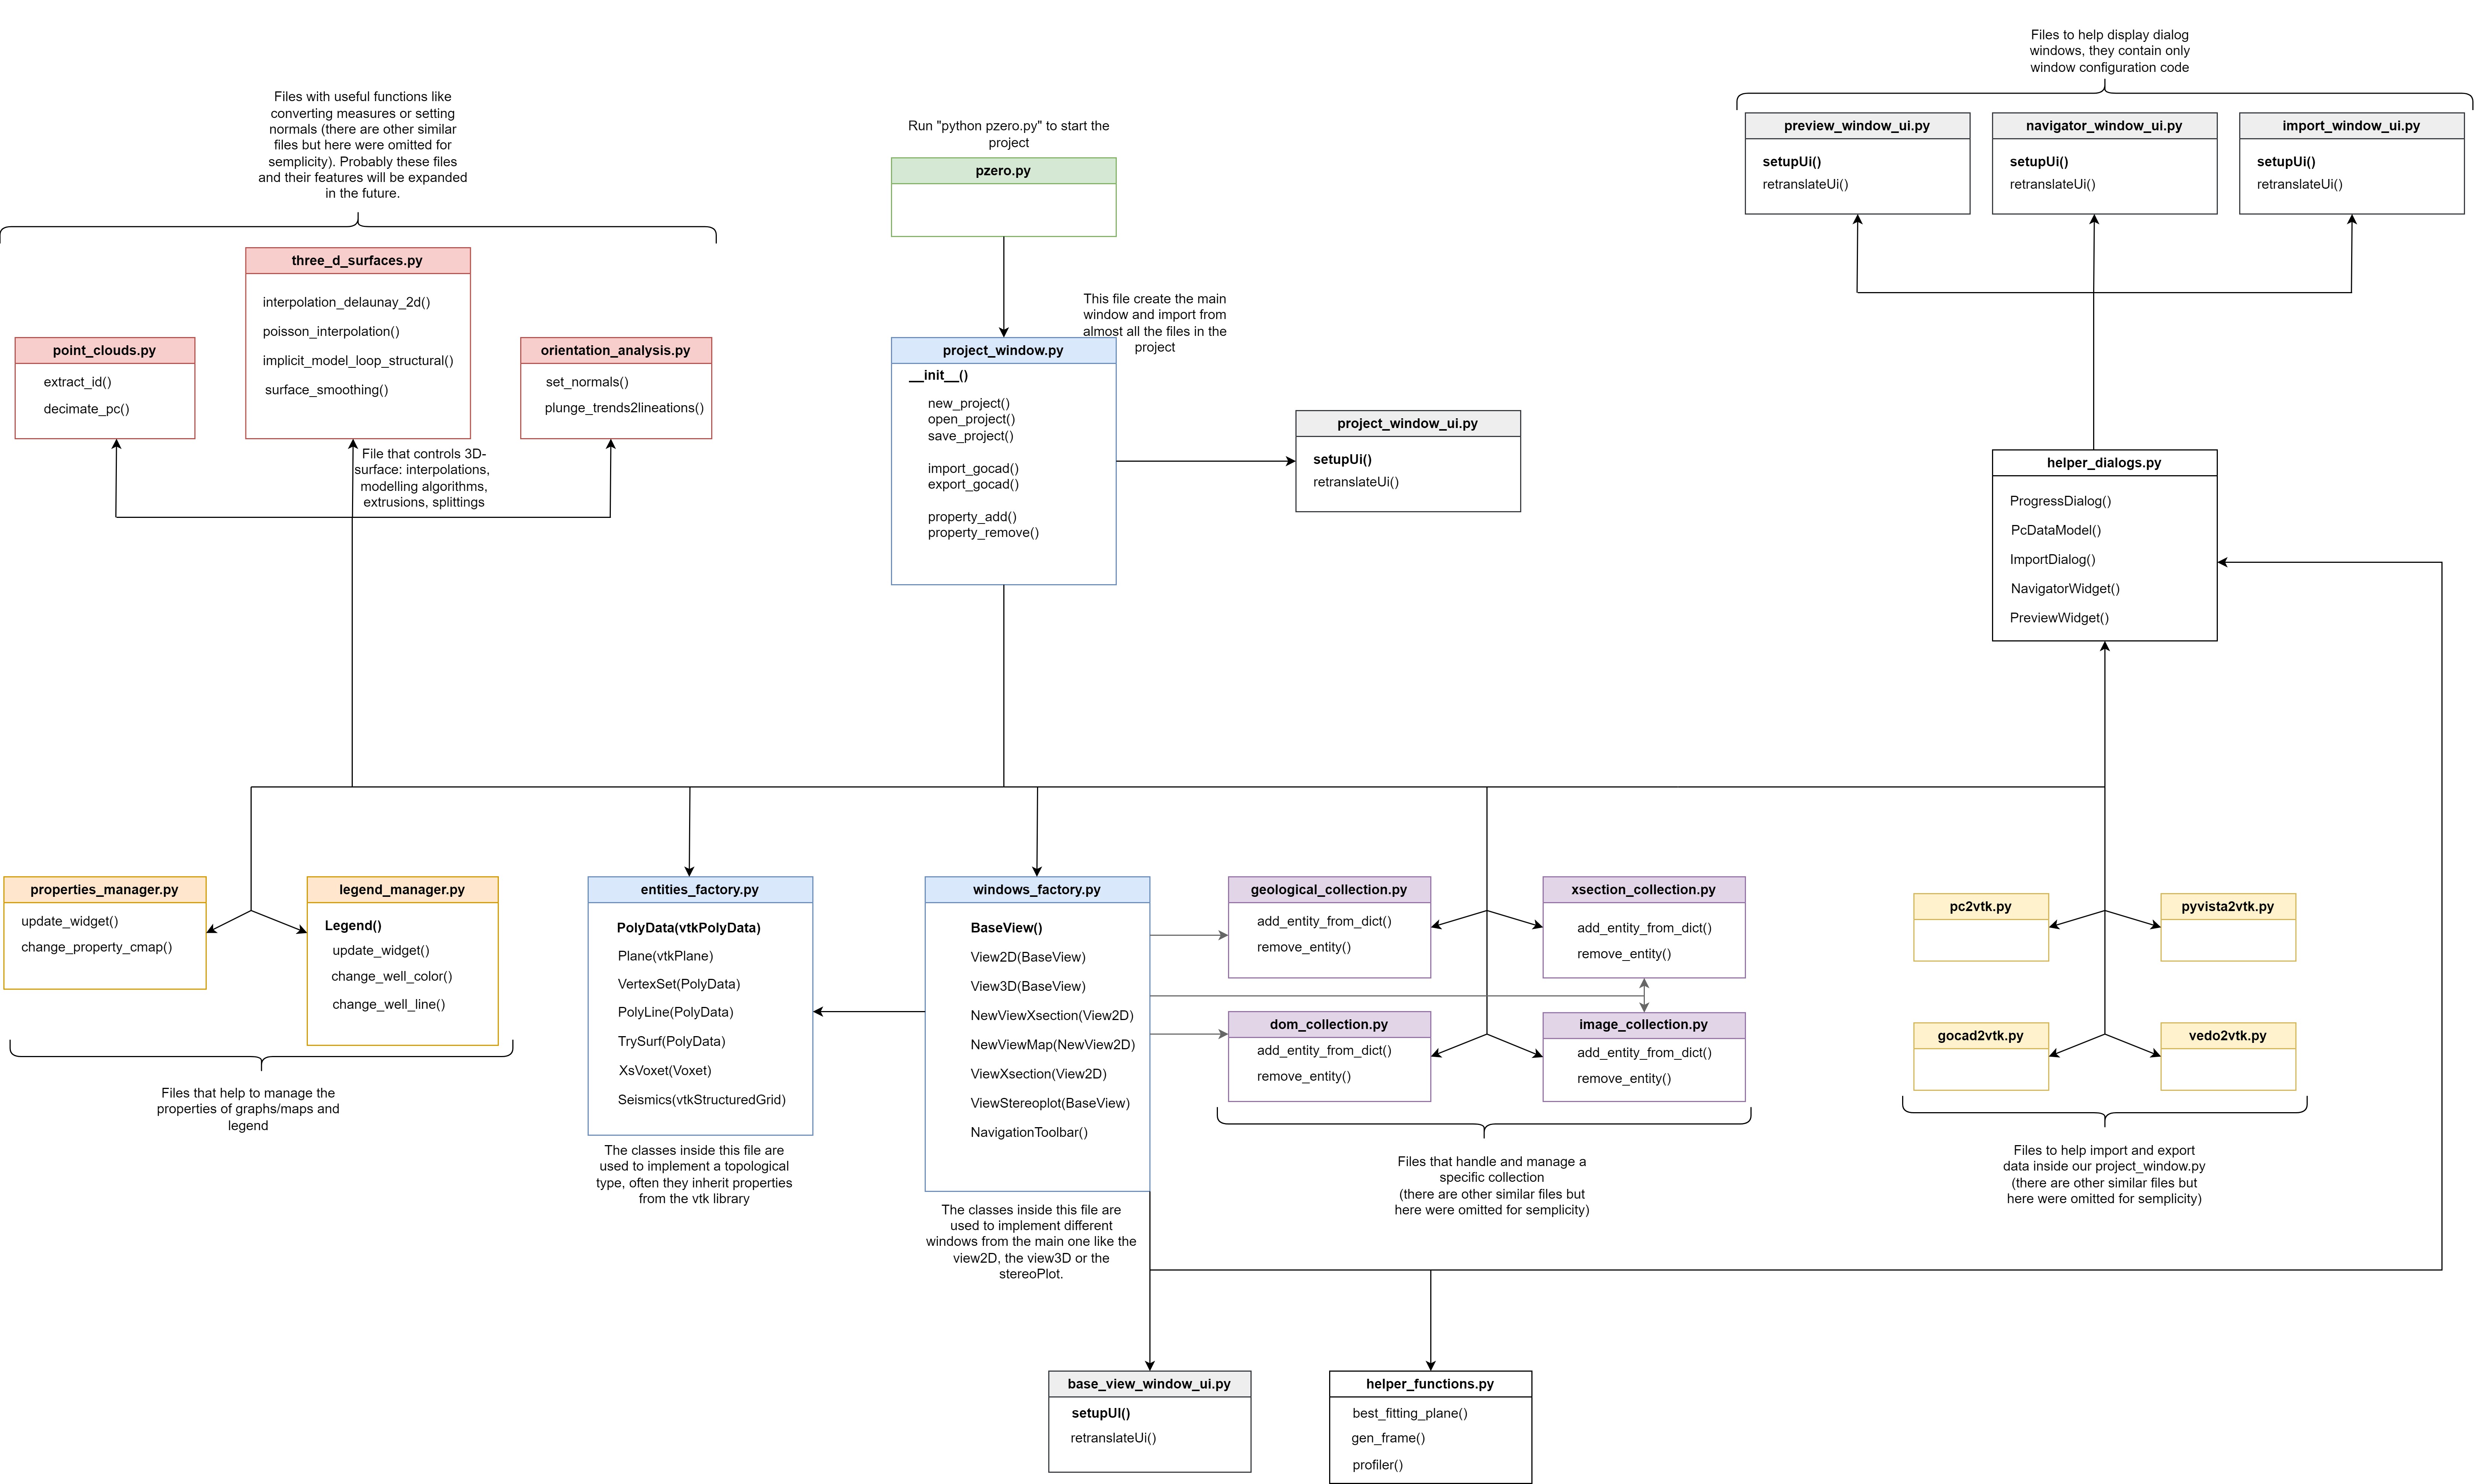 Files to help display dialog
windows, they contain only
window configuration code
Files with useful functions like
converting measures or setting
normals (there are other similar
files but here were omitted for
semplicity). Probably these files
and their features will be expanded
in the future.
Run "python pzero.py" to start the
project
preview_window_ui.py
setupUi()
retranslateUi()
navigator_window_ui.py
setupUi()
retranslateUi()
import_window_ui.py
setupUi()
retranslateUi()
pzero.py
three_d_surfaces.py
interpolation_delaunay_2d()
poisson_interpolation()
implicit_model_loop_structural()
surface_smoothing()
point_clouds.py
extract_id()
decimate_pc()
orientation_analysis.py
set_normals()
plunge_trends2lineations()
File that controls 3D-
surface: interpolations,
modelling algorithms,
extrusions, splittings
This file create the main
window and import from
almost all the files in the
project
project_window.py
__init__()
new_project()
open_project()
save_project()
import_gocad()
export_gocad()
property_add()
property_remove()
project_window_ui.py
setupUi()
retranslateUi()
helper_dialogs.py
ProgressDialog()
PcDataModel()
ImportDialog()
NavigatorWidget()
PreviewWidget()
properties_manager.py
update_widget()
change_property_cmap()
legend_manager.py
Legend()
update_widget()
change_well_color()
change_well_line()
Files that help to manage the
properties of graphs/maps and
legend
entities_factory.py
PolyData(vtkPolyData)
Plane(vtkPlane)
VertexSet(PolyData)
PolyLine(PolyData)
TrySurf(PolyData)
XsVoxet(Voxet)
Seismics(vtkStructuredGrid)
The classes inside this file are
used to implement a topological
type, often they inherit properties
from the vtk library
windows_factory.py
BaseView()
View2D(BaseView)
View3D(BaseView)
NewViewXsection(View2D)
NewViewMap(NewView2D)
ViewXsection(View2D)
ViewStereoplot(BaseView)
NavigationToolbar()
The classes inside this file are
used to implement different
windows from the main one like the
view2D, the view3D or the
stereoPlot.
geological_collection.py
add_entity_from_dict()
remove_entity()
xsection_collection.py
add_entity_from_dict()
remove_entity()
dom_collection.py
add_entity_from_dict()
remove_entity()
image_collection.py
add_entity_from_dict()
remove_entity()
Files that handle and manage a
specific collection
(there are other similar files but
here were omitted for semplicity)
pc2vtk.py
pyvista2vtk.py
gocad2vtk.py
vedo2vtk.py
Files to help import and export
data inside our project_window.py
(there are other similar files but
here were omitted for semplicity)
base_view_window_ui.py
setupUI()
retranslateUi()
helper_functions.py
best_fitting_plane()
gen_frame()
profiler()